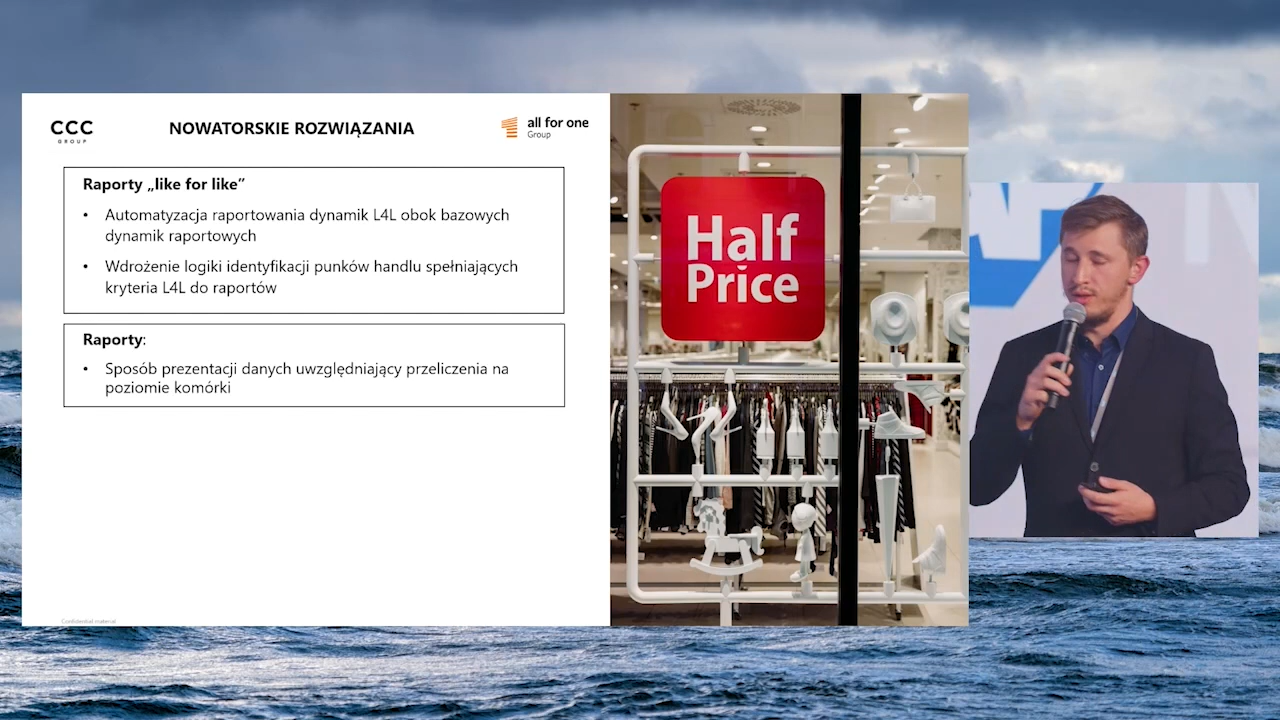 CCC
GROUP
NOWATORSKIE ROZWIĄZANIA
all for one
Group
Raporty „like for like”
• Automatyzacja raportowania dynamik L4L obok bazowych
dynamik raportowych
• Wdrożenie logiki identyfikacji punków handlu spełniających
kryteria L4L do raportów
Raporty:
• Sposób prezentacji danych uwzględniający przeliczenia na
poziomie komórki
Confidential material
Half
Price